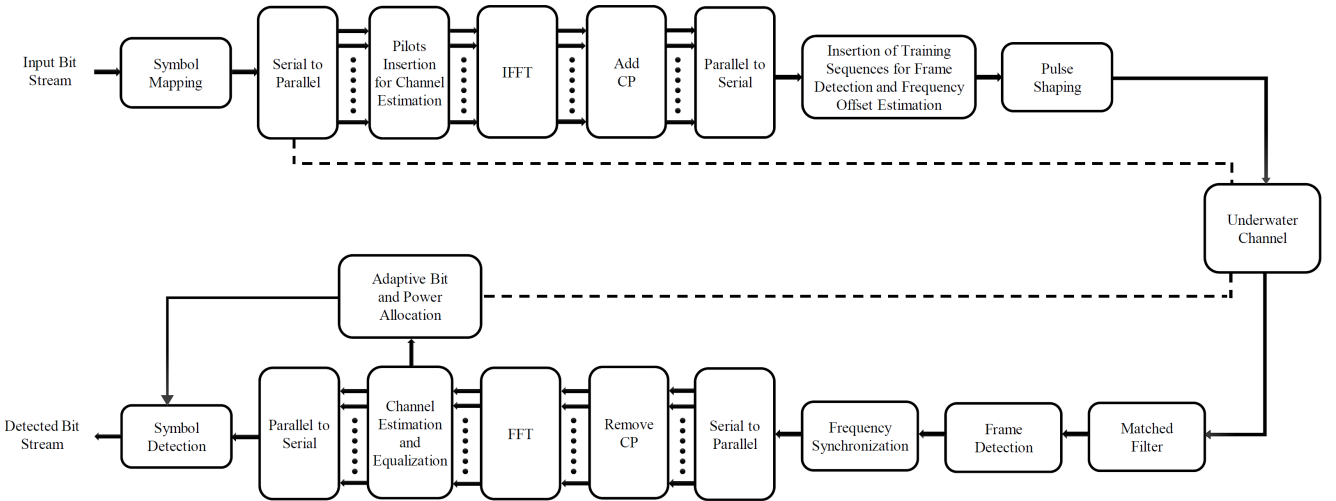 Input Bit
Stream
Symbol
Mapping
Serial to
Parallel
Pilots
Insertion
for Channel
Estimation
IFFT
Add
CP
Parallel to
Serial
Insertion of Training
Sequences for Frame
Detection and Frequency
Offset Estimation
Pulse
Shaping
Underwater
Channel
Adaptive Bit
and Power
Allocation
Detected Bit
Stream
Symbol
Detection
Parallel to
Serial
Channel
Estimation
and
Equalization
FFT
Remove
CP
Serial to
Parallel
Frequency
Synchronization
Frame
Detection
Matched
Filter